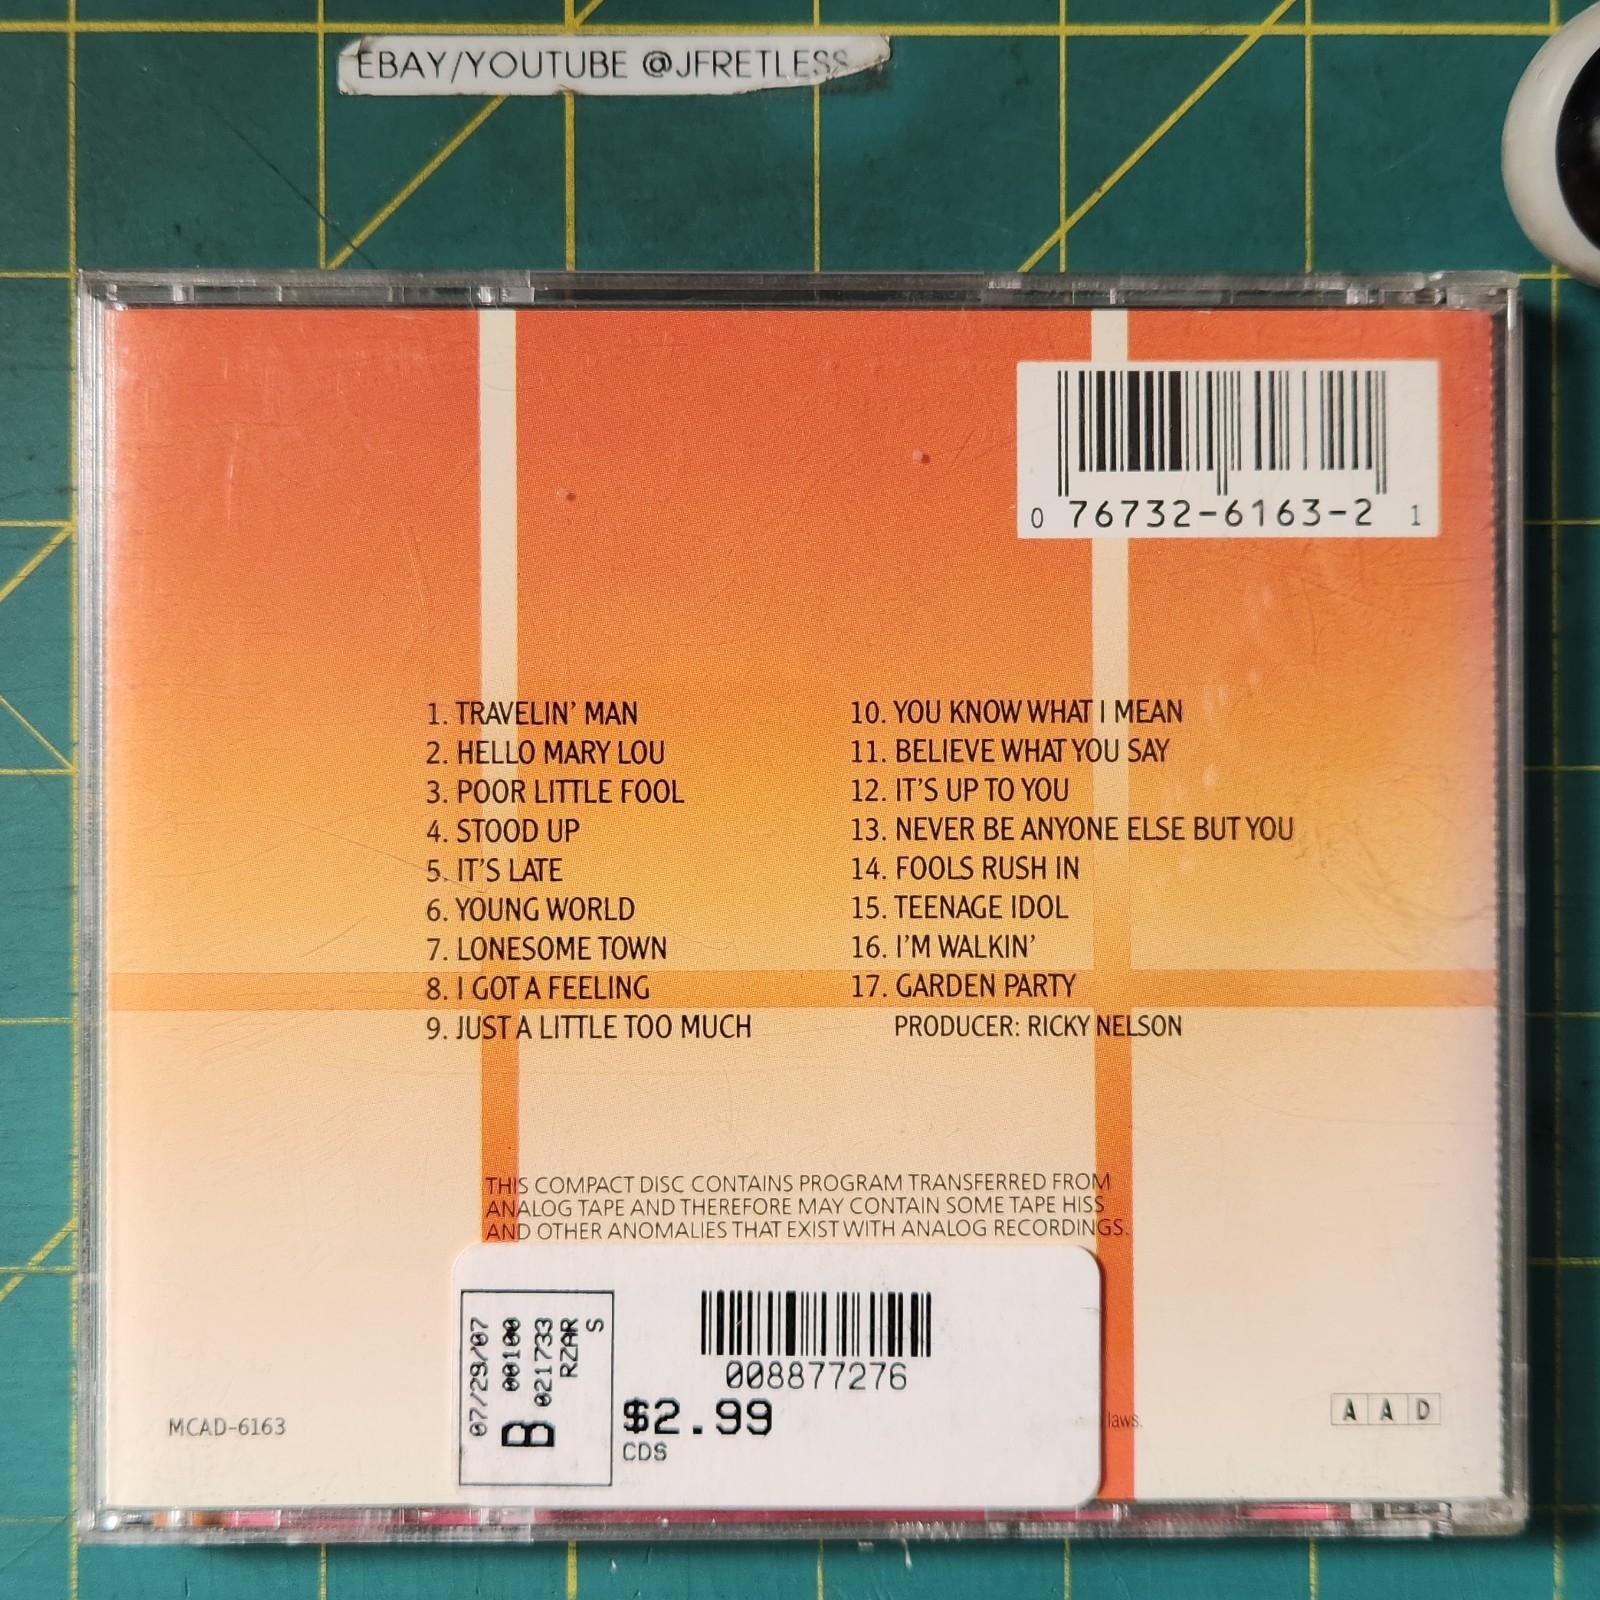 EBAY/YOUTUBE @JFRETLESS
0 76732-6163-2 1
1. TRAVELIN' MAN
2. HELLO MARY LOU
3. POOR LITTLE FOOL
4. STOOD UP
5. IT'S LATE
6. YOUNG WORLD
7. LONESOME TOWN
8. I GOT A FEELING
9. JUST A LITTLE TOO MUCH
10. YOU KNOW WHAT I MEAN
11. BELIEVE WHAT YOU SAY
12. IT'S UP TO YOU
13. NEVER BE ANYONE ELSE BUT YOU
14. FOOLS RUSH IN
15. TEENAGE IDOL
16. I'M WALKIN'
17. GARDEN PARTY
PRODUCER: RICKY NELSON
THIS COMPACT DISC CONTAINS PROGRAM TRANSFERRED FROM
ANALOG TAPE AND THEREFORE MAY CONTAIN SOME TAPE HISS
AND OTHER ANOMALIES THAT EXIST WITH ANALOG RECORDINGS.
07/29/07
B 00100
021733
RZAR
S
008877276
$2.99
CDS
MCAD-6163
laws.
A A D